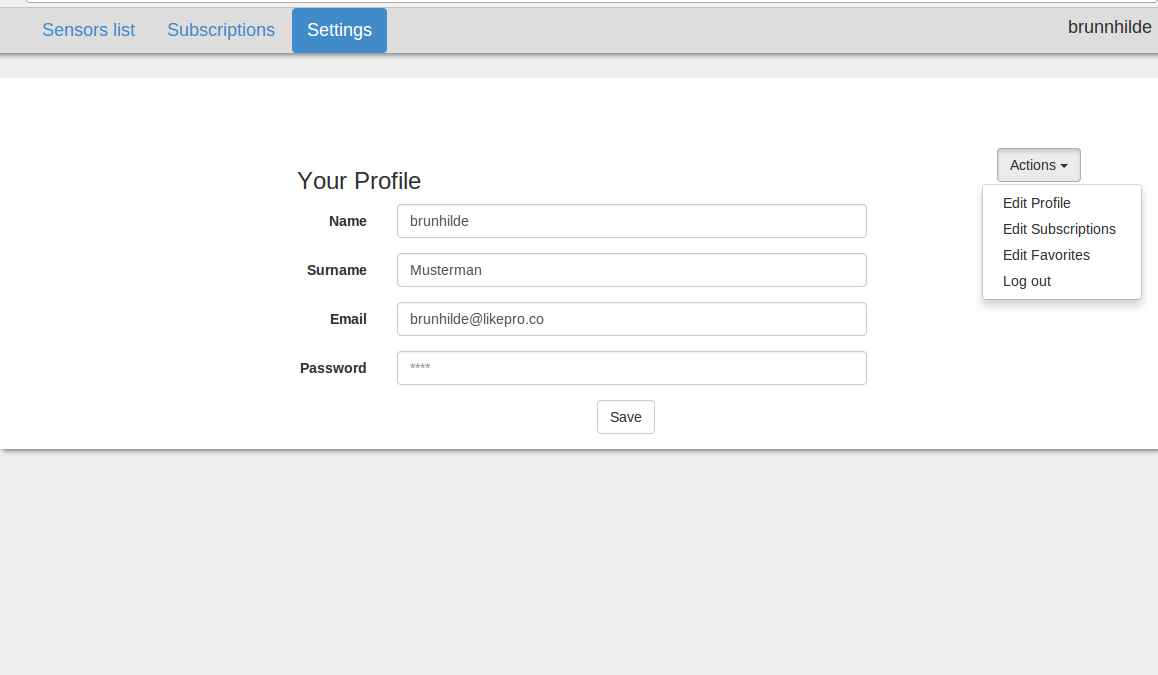 Sensors list Subscriptions Settings brunnhilde
Actions
Your Profile
Edit Profile
Name brunhilde
Edit Subscriptions
Edit Favorites
Surname Musterman
Log out
Email brunhilde@likepro.co
Password ****
Save